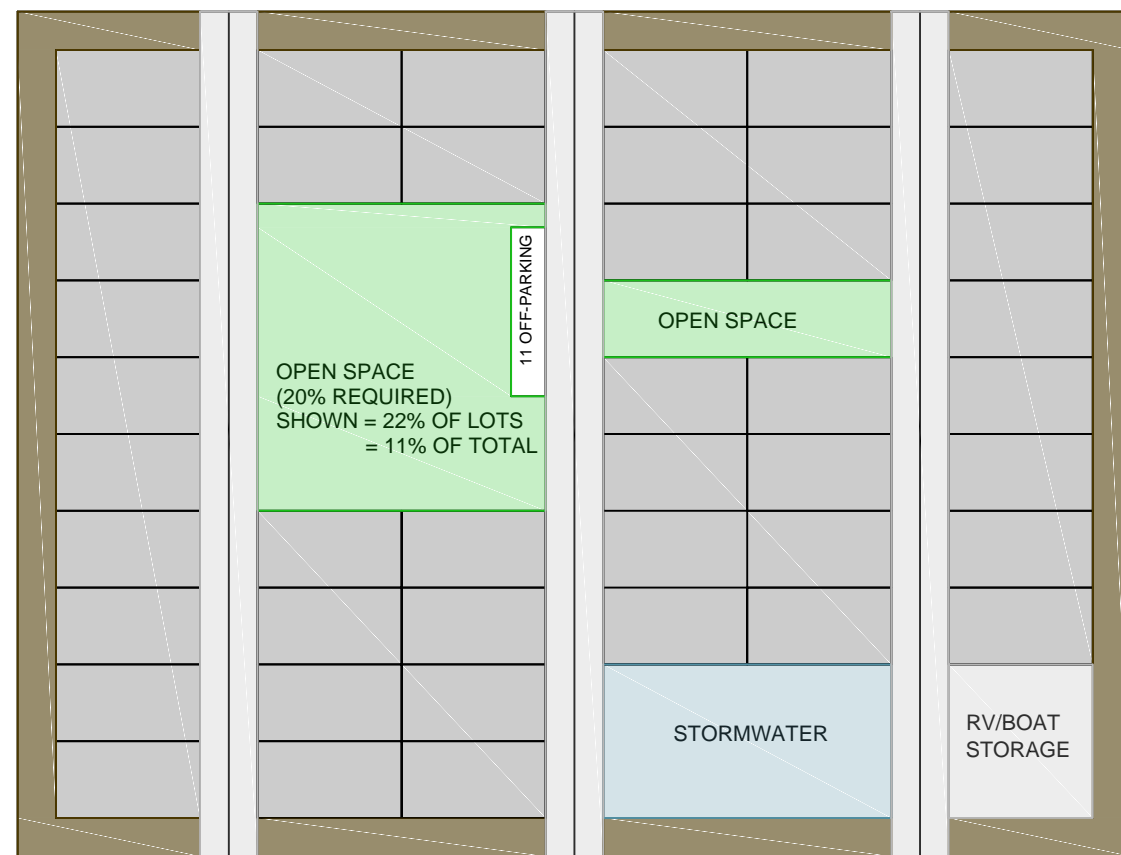 11 OFF-PARKING
OPEN SPACE
OPEN SPACE
(20% REQUIRED)
SHOWN = 22% OF LOTS
= 11% OF TOTAL
STORMWATER
RV/BOAT
STORAGE